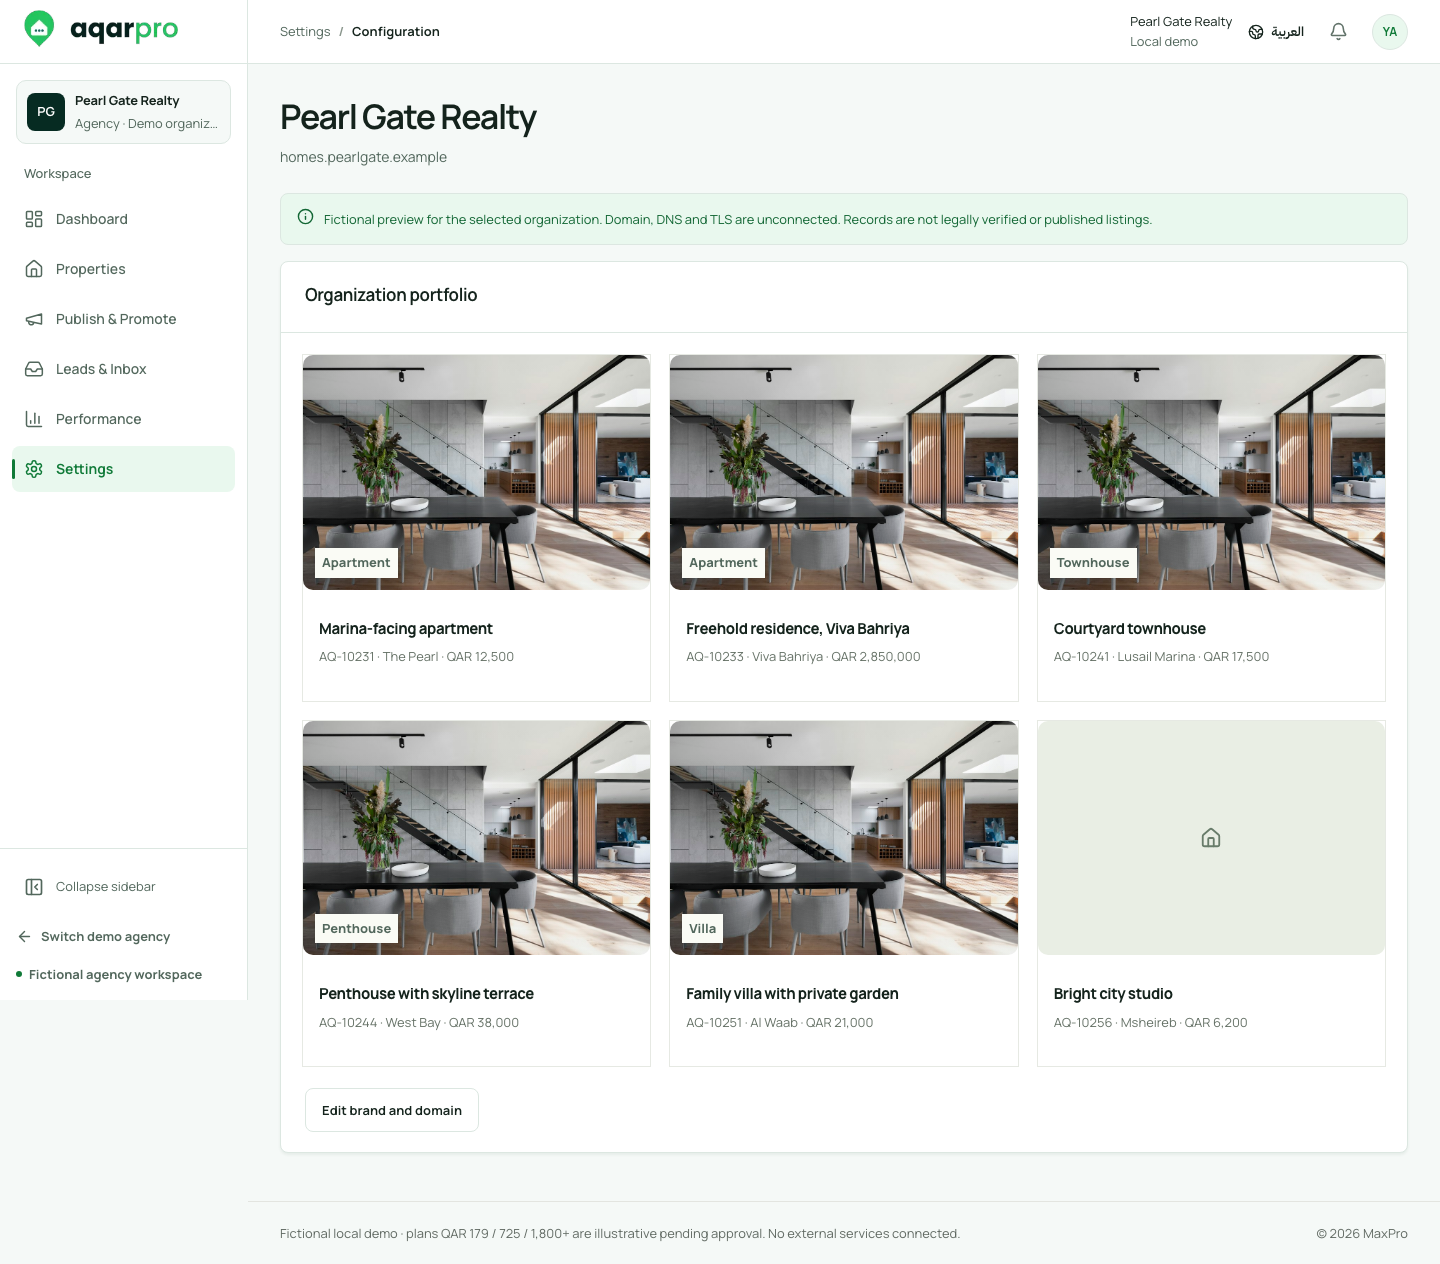 aqarpro
Settings / Configuration
Pearl Gate Realty
Local demo
العربية
YA
PG
Pearl Gate Realty
Agency · Demo organiz...
Workspace
Dashboard
Properties
Publish & Promote
Leads & Inbox
Performance
Settings
Collapse sidebar
Switch demo agency
Fictional agency workspace
Pearl Gate Realty
homes.pearlgate.example
Fictional preview for the selected organization. Domain, DNS and TLS are unconnected. Records are not legally verified or published listings.
Organization portfolio
Apartment
Marina-facing apartment
AQ-10231 · The Pearl · QAR 12,500
Apartment
Freehold residence, Viva Bahriya
AQ-10233 · Viva Bahriya · QAR 2,850,000
Townhouse
Courtyard townhouse
AQ-10241 · Lusail Marina · QAR 17,500
Penthouse
Penthouse with skyline terrace
AQ-10244 · West Bay · QAR 38,000
Villa
Family villa with private garden
AQ-10251 · Al Waab · QAR 21,000
Bright city studio
AQ-10256 · Msheireb · QAR 6,200
Edit brand and domain
Fictional local demo · plans QAR 179 / 725 / 1,800+ are illustrative pending approval. No external services connected.
© 2026 MaxPro